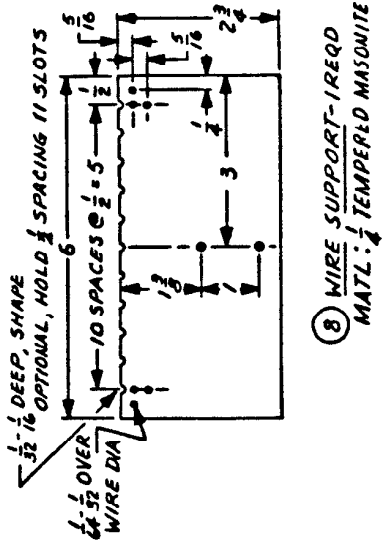 1/32 - 1/16 DEEP, SHAPE
OPTIONAL, HOLD 1/2 SPACING 11 SLOTS
6
5/16
10 SPACES @ 1/2 = 5
1/2
5/16
1/64 - 1/32 OVER
WIRE DIA
1 3/8
1
1/4
3
2 3/4
8 WIRE SUPPORT-1 REQD
MATL: 1/4 TEMPERED MASONITE